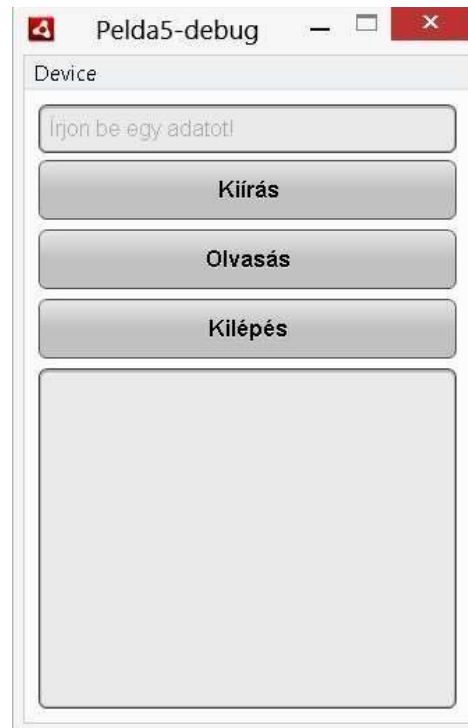 Pelda5-debug
Device
Írjon be egy adatot!
Kiírás
Olvasás
Kilépés